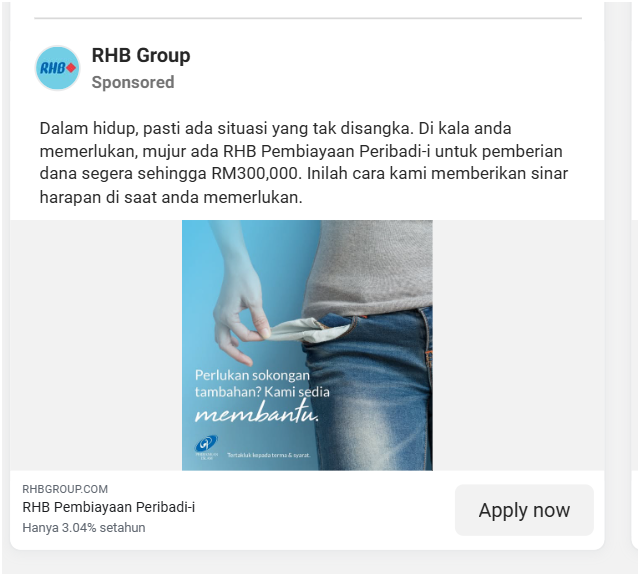 RHB
RHB Group
Sponsored
Dalam hidup, pasti ada situasi yang tak disangka. Di kala anda
memerlukan, mujur ada RHB Pembiayaan Peribadi-i untuk pemberian
dana segera sehingga RM300,000. Inilah cara kami memberikan sinar
harapan di saat anda memerlukan.
Perlukan sokongan
tambahan? Kami sedia
membantu.
Tertakluk kepada terma & syarat.
RHBGROUP.COM
RHB Pembiayaan Peribadi-i
Hanya 3.04% setahun
Apply now